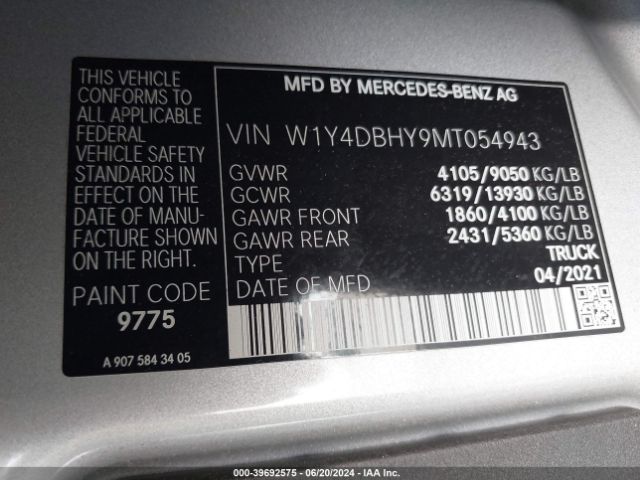 THIS VEHICLE
CONFORMS TO
ALL APPLICABLE
FEDERAL
MOTOR
VEHICLE SAFETY
STANDARDS IN
EFFECT ON THE
DATE OF MANU-
FACTURE SHOWN
ON THE RIGHT.
PAINT CODE
9775
A 907 584 34 05
MFD BY MERCEDES-BENZ AG
VIN W1Y4DBHY9MT054943
GVWR 4105/9050 KG/LB
GCWR 6319/13930 KG/LB
GAWR FRONT 1860/4100 KG/LB
GAWR REAR 2431/5360 KG/LB
TYPE TRUCK
DATE OF MFD 04/2021
000-39692575 | 06/20/2024 | IAA Inc.